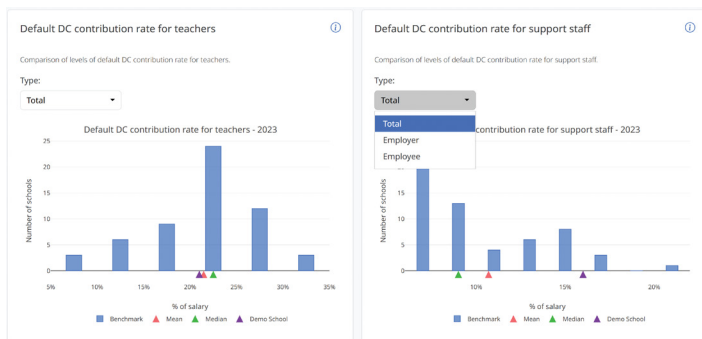 Default DC contribution rate for teachers
Comparison of levels of default DC contribution rate for teachers.
Type:
Total
Default DC contribution rate for teachers - 2023
25
20
15
10
5
0
Number of schools
5%
10%
15%
20%
25%
30%
35%
% of salary
Benchmark
Mean
Median
Demo School
Default DC contribution rate for support staff
Comparison of levels of default DC contribution rate for support staff.
Type:
Total
Total
Employer
Employee
contribution rate for support staff - 2023
20
15
10
5
0
Number of schools
10%
15%
20%
% of salary
Benchmark
Mean
Median
Demo School